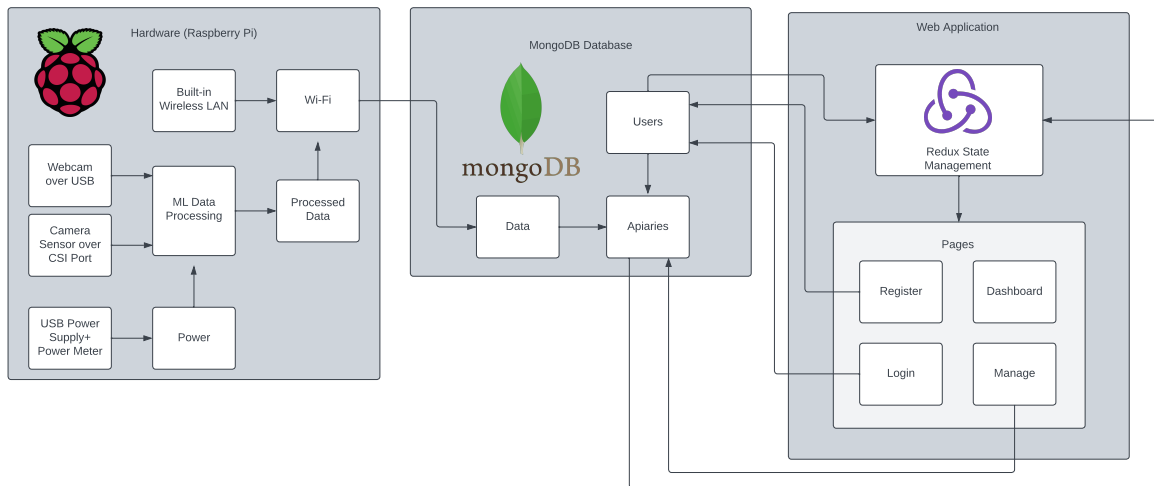 Hardware (Raspberry Pi)
Built-in
Wireless LAN
Wi-Fi
Webcam
over USB
ML Data
Processing
Processed
Data
Camera
Sensor over
CSI Port
USB Power
Supply+
Power Meter
Power
MongoDB Database
mongoDB
Users
Data
Apiaries
Web Application
Redux State
Management
Pages
Register
Dashboard
Login
Manage